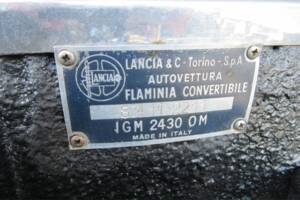 LANCIA
LANCIA & C - Torino - S.p.A
AUTOVETTURA
FLAMINIA CONVERTIBILE
IGM 2430 OM
MADE IN ITALY